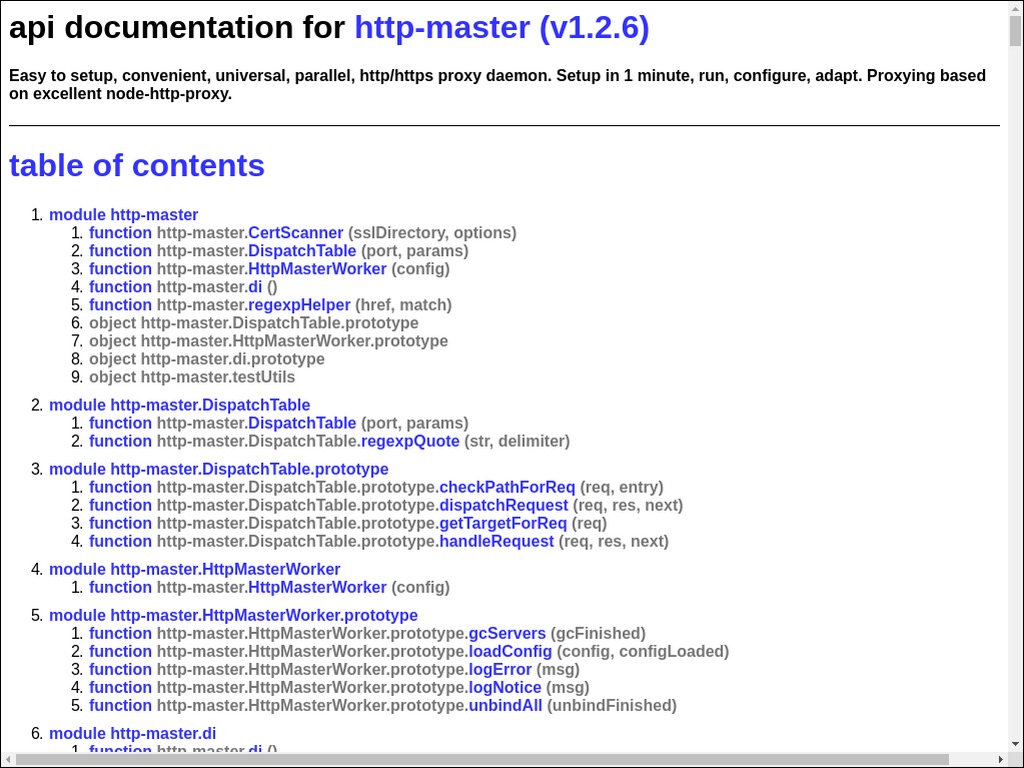 api documentation for http-master (v1.2.6)
Easy to setup, convenient, universal, parallel, http/https proxy daemon. Setup in 1 minute, run, configure, adapt. Proxying based
on excellent node-http-proxy.
table of contents
1. module http-master
1. function http-master.CertScanner (sslDirectory, options)
2. function http-master.DispatchTable (port, params)
3. function http-master.HttpMasterWorker (config)
4. function http-master.di ()
5. function http-master.regexpHelper (href, match)
6. object http-master.DispatchTable.prototype
7. object http-master.HttpMasterWorker.prototype
8. object http-master.di.prototype
9. object http-master.testUtils
2. module http-master.DispatchTable
1. function http-master.DispatchTable (port, params)
2. function http-master.DispatchTable.regexpQuote (str, delimiter)
3. module http-master.DispatchTable.prototype
1. function http-master.DispatchTable.prototype.checkPathForReq (req, entry)
2. function http-master.DispatchTable.prototype.dispatchRequest (req, res, next)
3. function http-master.DispatchTable.prototype.getTargetForReq (req)
4. function http-master.DispatchTable.prototype.handleRequest (req, res, next)
4. module http-master.HttpMasterWorker
1. function http-master.HttpMasterWorker (config)
5. module http-master.HttpMasterWorker.prototype
1. function http-master.HttpMasterWorker.prototype.gcServers (gcFinished)
2. function http-master.HttpMasterWorker.prototype.loadConfig (config, configLoaded)
3. function http-master.HttpMasterWorker.prototype.logError (msg)
4. function http-master.HttpMasterWorker.prototype.logNotice (msg)
5. function http-master.HttpMasterWorker.prototype.unbindAll (unbindFinished)
6. module http-master.di
1. function http-master.di ()